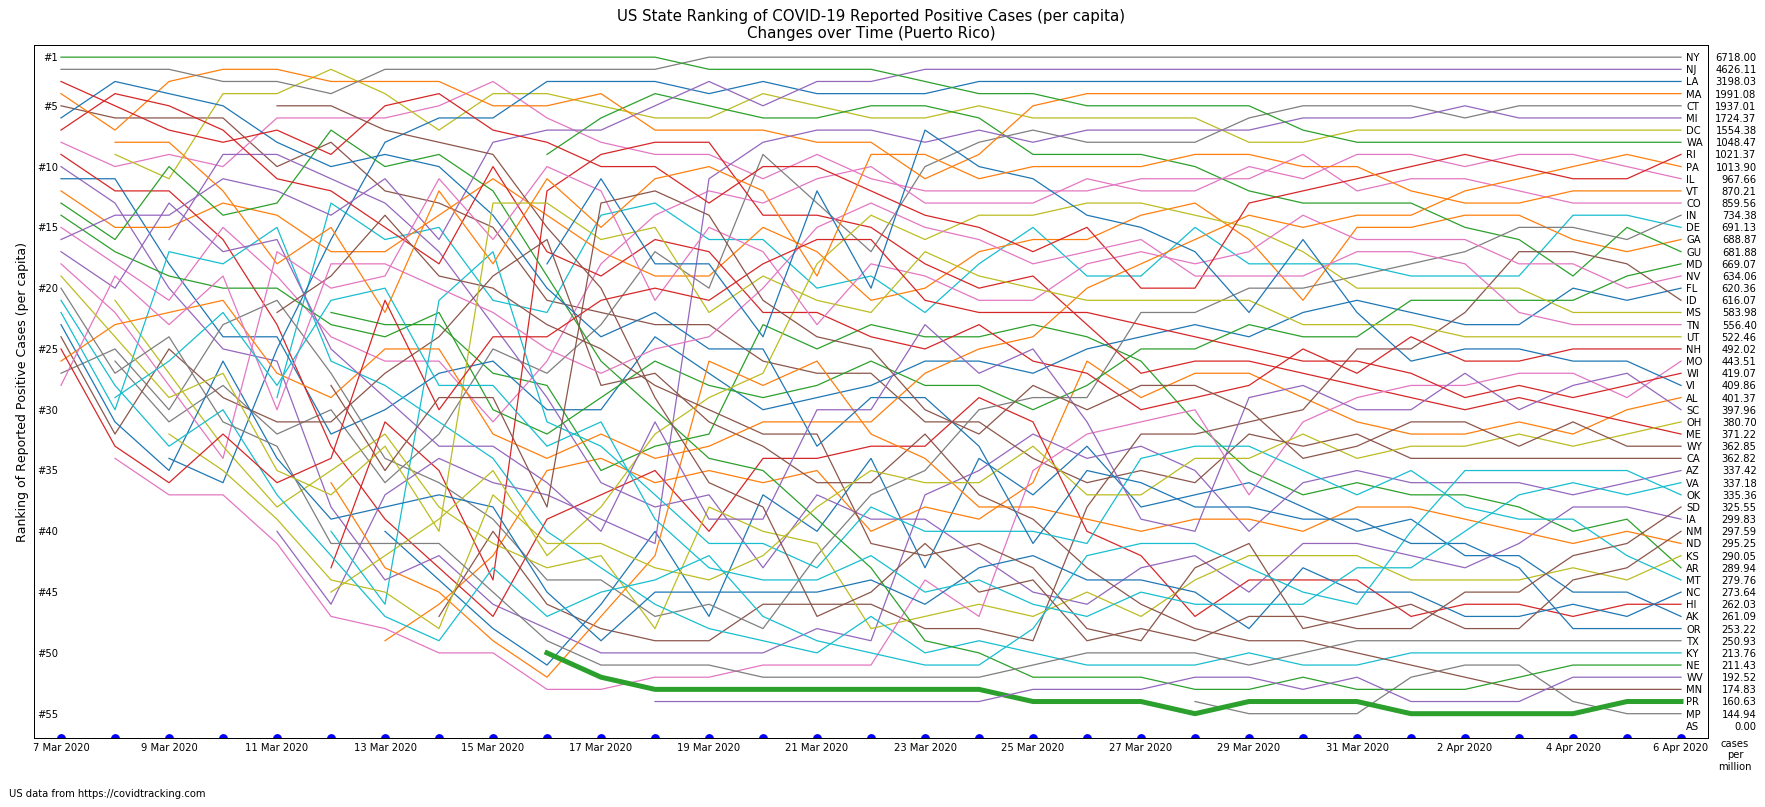 US State Ranking of COVID-19 Reported Positive Cases (per capita)
Changes over Time (Puerto Rico)
Ranking of Reported Positive Cases (per capita)
#1
#5
#10
#15
#20
#25
#30
#35
#40
#45
#50
#55
NY 6718.00
NJ 4626.11
LA 3198.03
MA 1991.08
CT 1937.01
MI 1724.37
DC 1554.38
WA 1048.47
RI 1021.37
PA 1013.90
IL 967.66
VT 870.21
CO 859.56
IN 734.38
DE 691.13
GA 688.87
GU 681.88
MD 669.07
NV 634.06
FL 620.36
ID 616.07
MS 583.98
TN 556.40
UT 522.46
NH 492.02
MO 443.51
WI 419.07
VI 409.86
AL 401.37
SC 397.96
OH 380.70
ME 371.22
WY 362.85
CA 362.82
AZ 337.42
VA 337.18
OK 335.36
SD 325.55
IA 299.83
NM 297.59
ND 295.25
KS 290.05
AR 289.94
MT 279.76
NC 273.64
HI 262.03
AK 261.09
OR 253.22
TX 250.93
KY 213.76
NE 211.43
WV 192.52
MN 174.83
PR 160.63
MP 144.94
AS 0.00
7 Mar 2020 9 Mar 2020 11 Mar 2020 13 Mar 2020 15 Mar 2020 17 Mar 2020 19 Mar 2020 21 Mar 2020 23 Mar 2020 25 Mar 2020 27 Mar 2020 29 Mar 2020 31 Mar 2020 2 Apr 2020 4 Apr 2020 6 Apr 2020
cases
per
million
US data from https://covidtracking.com